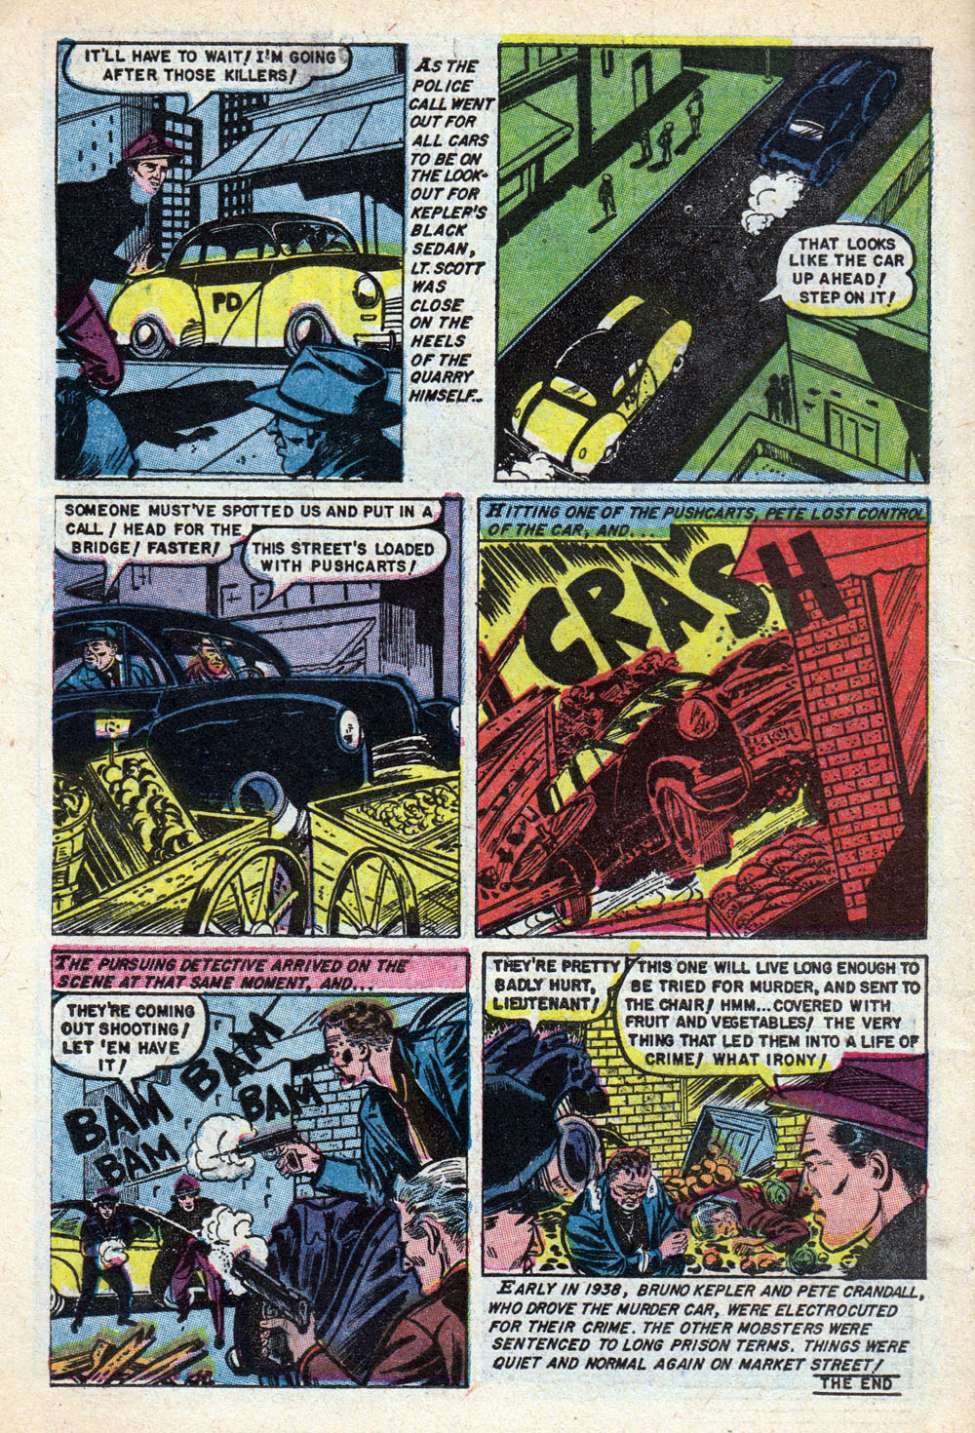 IT'LL HAVE TO WAIT! I'M GOING
AFTER THOSE KILLERS!
PD
AS THE
POLICE
CALL WENT
OUT FOR
ALL CARS
TO BE ON
THE LOOK-
OUT FOR
KEPLER'S
BLACK
SEDAN,
LT. SCOTT
WAS
CLOSE
ON THE
HEELS
OF THE
QUARRY
HIMSELF..
THAT LOOKS
LIKE THE CAR
UP AHEAD!
STEP ON IT!
PD
SOMEONE MUST'VE SPOTTED US AND PUT IN A
CALL! HEAD FOR THE
BRIDGE! FASTER!
THIS STREET'S LOADED
WITH PUSHCARTS!
HITTING ONE OF THE PUSHCARTS, PETE LOST CONTROL
OF THE CAR, AND...
CRASH
THE PURSUING DETECTIVE ARRIVED ON THE
SCENE AT THAT SAME MOMENT, AND...
THEY'RE COMING
OUT SHOOTING!
LET 'EM HAVE
IT!
BAM
BAM
BAM
BAM
BAM
THEY'RE PRETTY
BADLY HURT,
LIEUTENANT!
THIS ONE WILL LIVE LONG ENOUGH TO
BE TRIED FOR MURDER, AND SENT TO
THE CHAIR! HMM...COVERED WITH
FRUIT AND VEGETABLES! THE VERY
THING THAT LED THEM INTO A LIFE OF
CRIME! WHAT IRONY!
EARLY IN 1938, BRUNO KEPLER AND PETE CRANDALL,
WHO DROVE THE MURDER CAR, WERE ELECTROCUTED
FOR THEIR CRIME. THE OTHER MOBSTERS WERE
SENTENCED TO LONG PRISON TERMS. THINGS WERE
QUIET AND NORMAL AGAIN ON MARKET STREET!
THE END